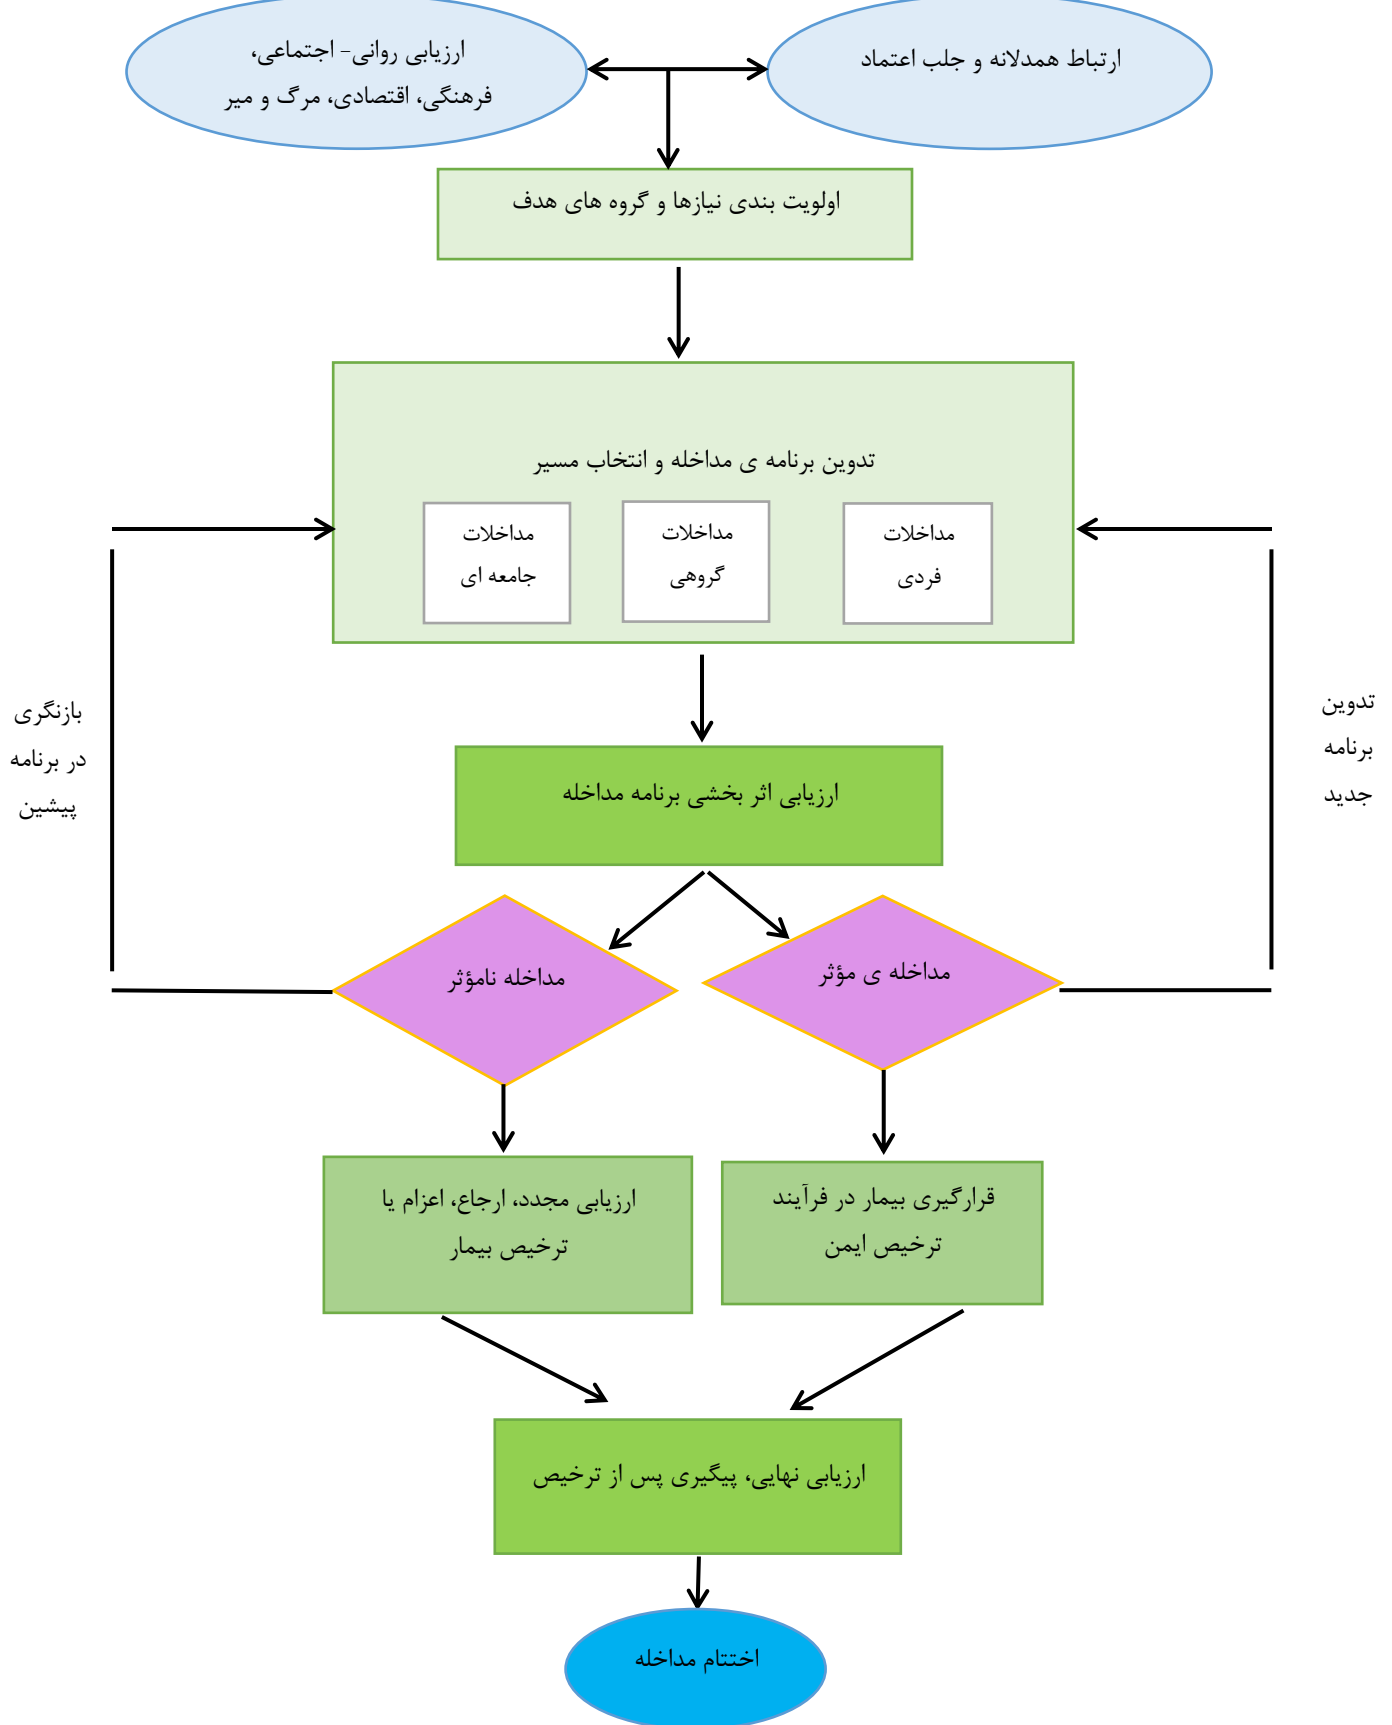 ارتباط همدلانه و جلب اعتماد
ارزیابی روانی- اجتماعی،
فرهنگی، اقتصادی، مرگ و میر
اولویت بندی نیازها و گروه های هدف
تدوین برنامه ی مداخله و انتخاب مسیر
مداخلات
فردی
مداخلات
گروهی
مداخلات
جامعه ای
تدوین
برنامه
جدید
بازنگری
در برنامه
پیشین
ارزیابی اثر بخشی برنامه مداخله
مداخله ی مؤثر
مداخله نامؤثر
قرارگیری بیمار در فرآیند
ترخیص ایمن
ارزیابی مجدد، ارجاع، اعزام یا
ترخیص بیمار
ارزیابی نهایی، پیگیری پس از ترخیص
اختتام مداخله